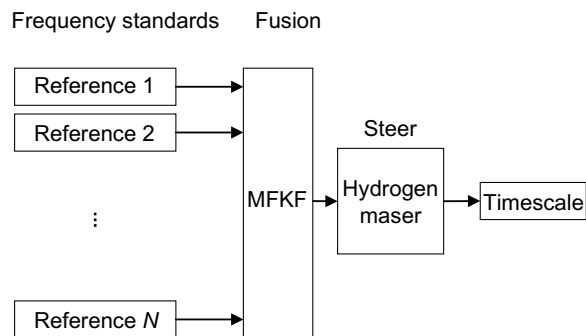 Frequency standards
Fusion
Reference 1
Reference 2
⋮
Reference N
MFKF
Steer
Hydrogen
maser
Timescale